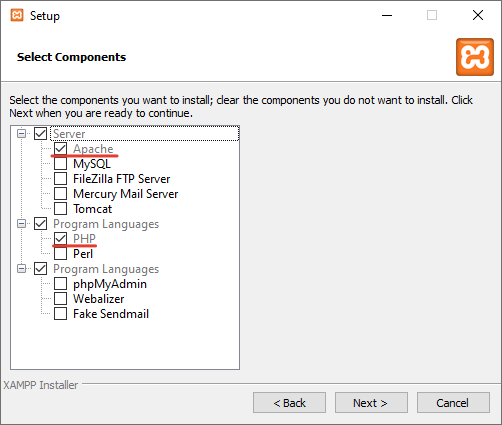 Setup
Select Components
Select the components you want to install; clear the components you do not want to install. Click
Next when you are ready to continue.
Server
Apache
MySQL
FileZilla FTP Server
Mercury Mail Server
Tomcat
Program Languages
PHP
Perl
Program Languages
phpMyAdmin
Webalizer
Fake Sendmail
XAMPP Installer
< Back
Next >
Cancel